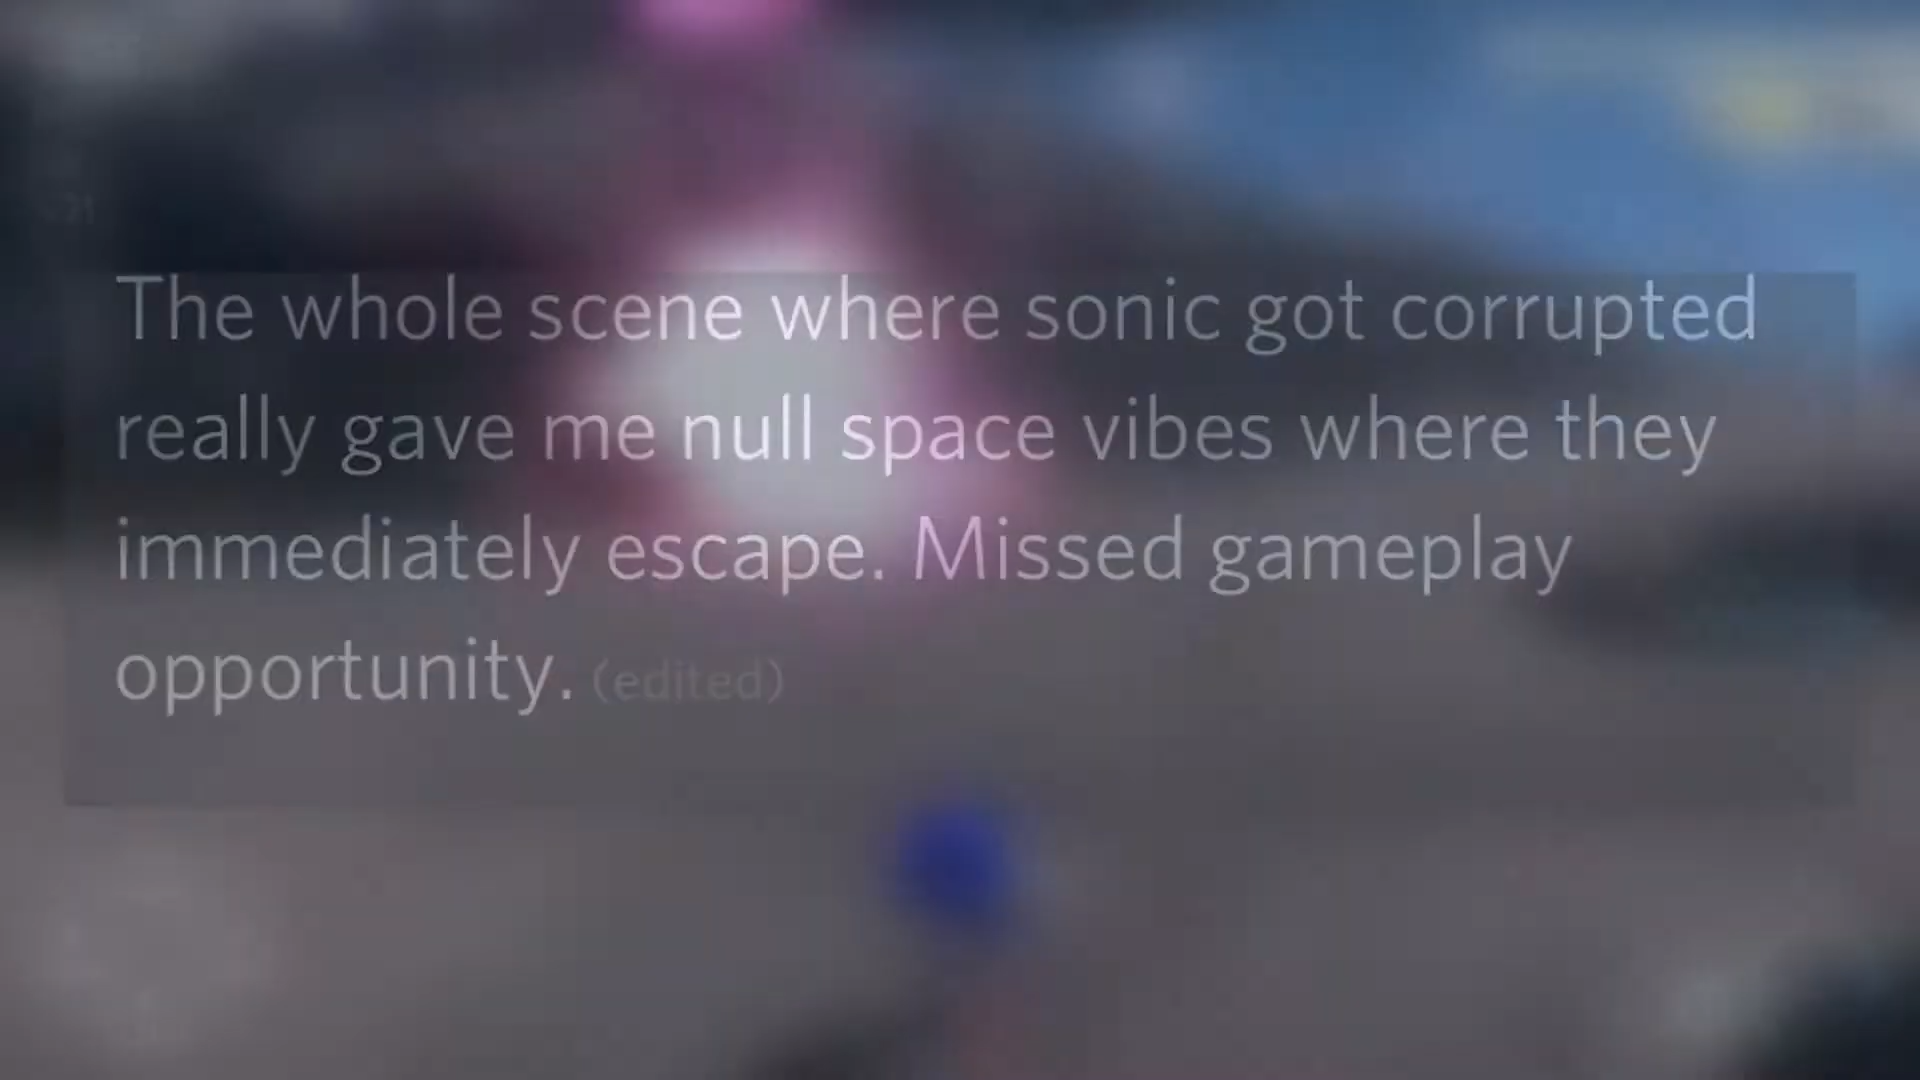 The whole scene where sonic got corrupted
really gave me null space vibes where they
immediately escape. Missed gameplay
opportunity. (edited)